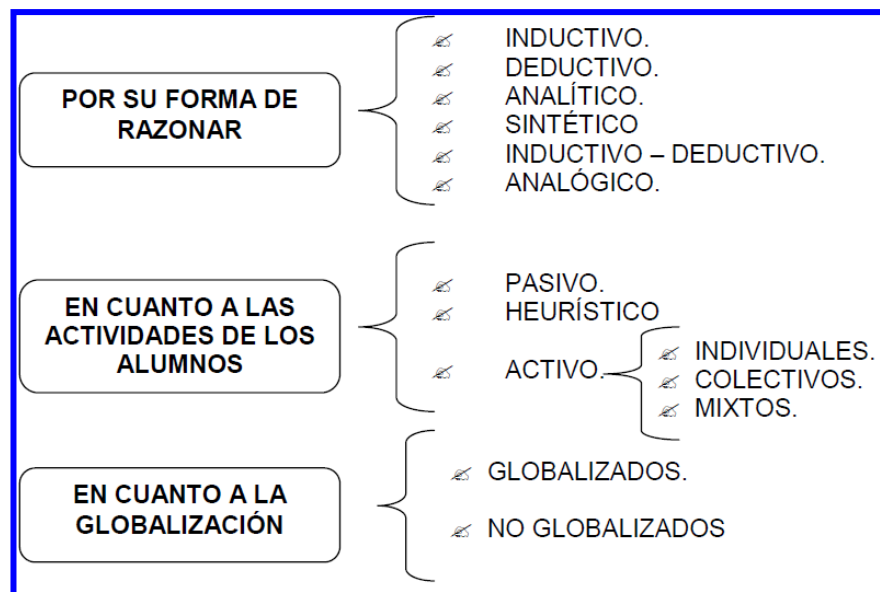 POR SU FORMA DE
RAZONAR
INDUCTIVO.
DEDUCTIVO.
ANALÍTICO.
SINTÉTICO
INDUCTIVO – DEDUCTIVO.
ANALÓGICO.
EN CUANTO A LAS
ACTIVIDADES DE LOS
ALUMNOS
PASIVO.
HEURÍSTICO
ACTIVO.
INDIVIDUALES.
COLECTIVOS.
MIXTOS.
EN CUANTO A LA
GLOBALIZACIÓN
GLOBALIZADOS.
NO GLOBALIZADOS